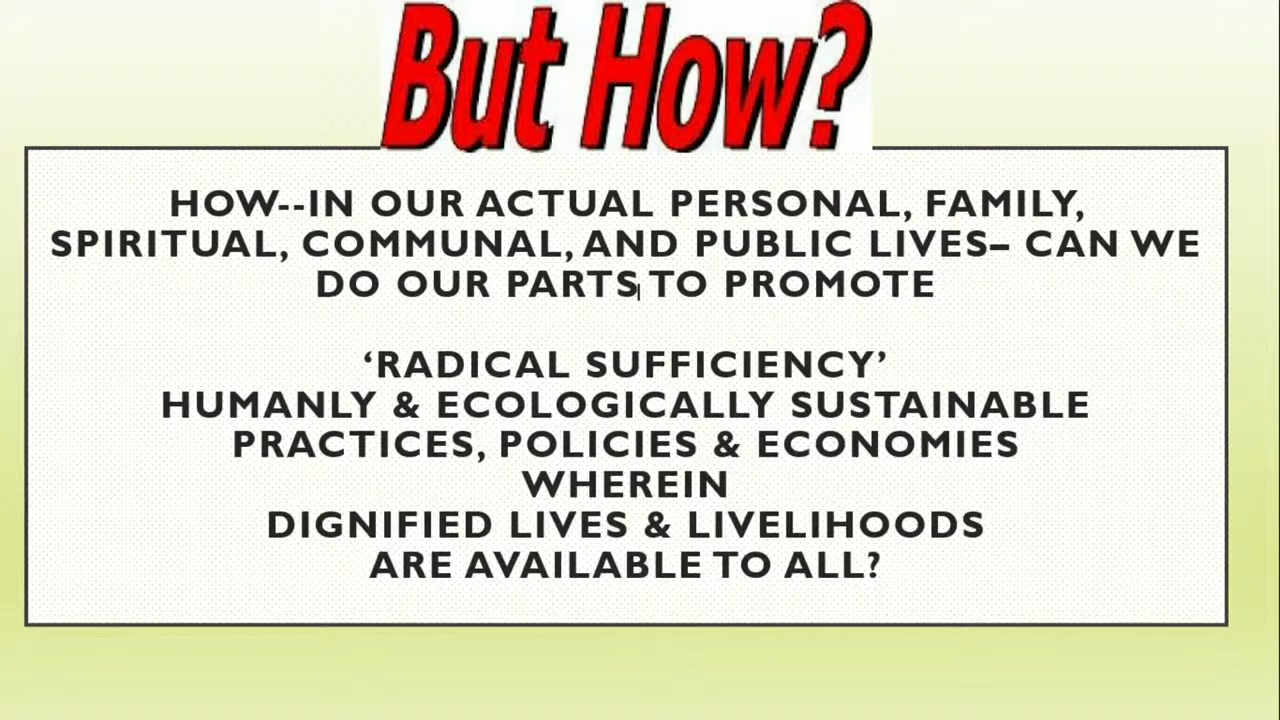 But How?
HOW--IN OUR ACTUAL PERSONAL, FAMILY,
SPIRITUAL, COMMUNAL, AND PUBLIC LIVES– CAN WE
DO OUR PARTS TO PROMOTE
‘RADICAL SUFFICIENCY’
HUMANLY & ECOLOGICALLY SUSTAINABLE
PRACTICES, POLICIES & ECONOMIES
WHEREIN
DIGNIFIED LIVES & LIVELIHOODS
ARE AVAILABLE TO ALL?